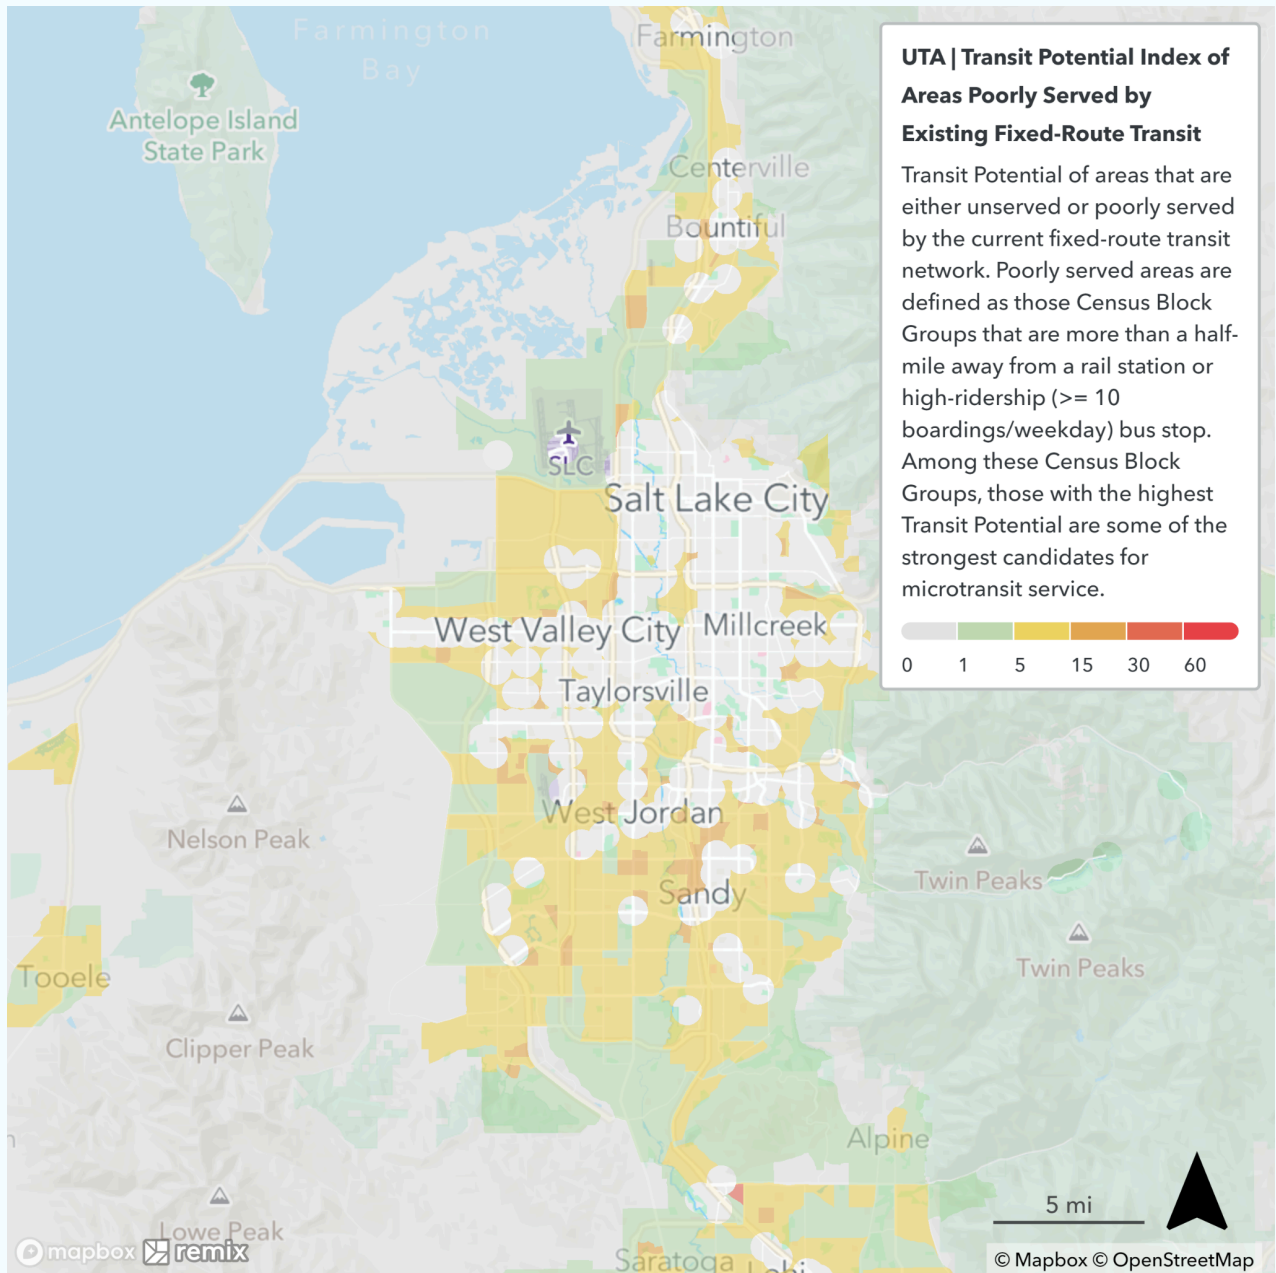 Farmington
Bay
Farmington
Antelope Island
State Park
Centerville
Bountiful
SLC
Salt Lake City
West Valley City
Millcreek
Taylorsville
West Jordan
Nelson Peak
Sandy
Twin Peaks
Twin Peaks
Tooele
Clipper Peak
Alpine
Lowe Peak
Saratoga
Lehi
UTA | Transit Potential Index of
Areas Poorly Served by
Existing Fixed-Route Transit
Transit Potential of areas that are
either unserved or poorly served
by the current fixed-route transit
network. Poorly served areas are
defined as those Census Block
Groups that are more than a half-
mile away from a rail station or
high-ridership (>= 10
boardings/weekday) bus stop.
Among these Census Block
Groups, those with the highest
Transit Potential are some of the
strongest candidates for
microtransit service.
0 1 5 15 30 60
5 mi
mapbox remix
© Mapbox © OpenStreetMap